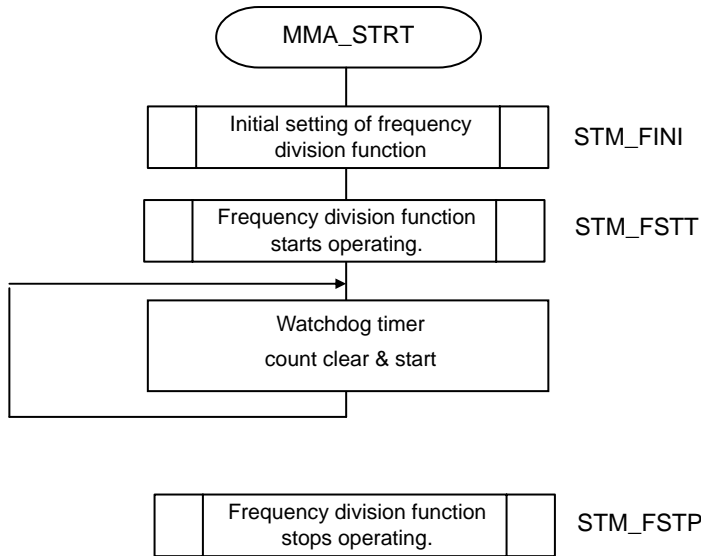 MMA_STRT
Initial setting of frequency
division function
STM_FINI
Frequency division function
starts operating.
STM_FSTT
Watchdog timer
count clear & start
Frequency division function
stops operating.
STM_FSTP